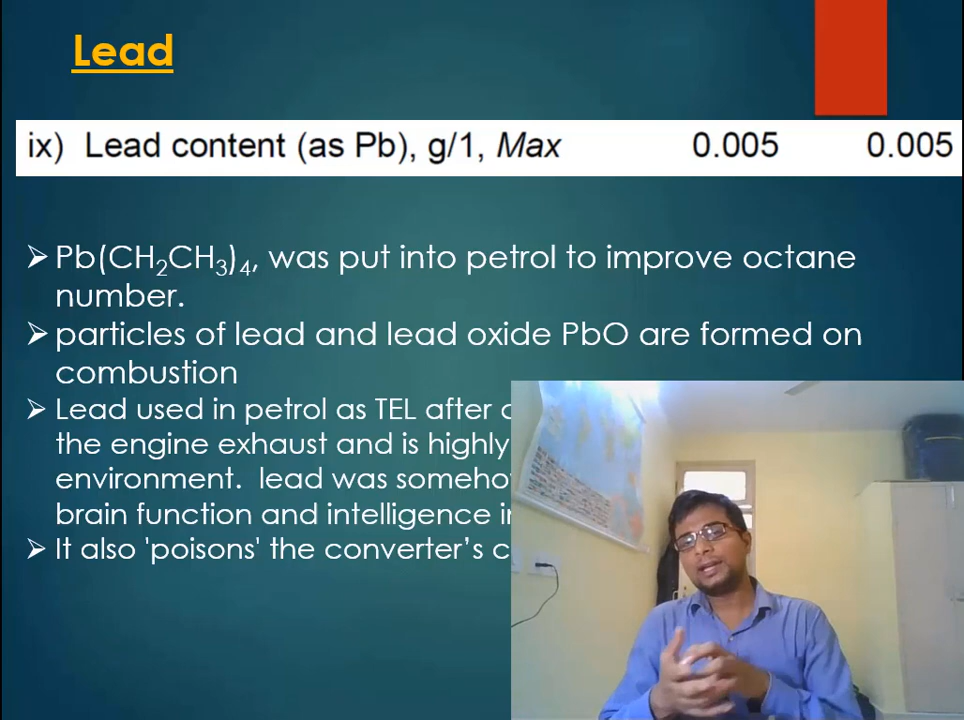 Lead
ix) Lead content (as Pb), g/1, Max 0.005 0.005
➢ Pb(CH₂CH₃)₄, was put into petrol to improve octane
number.
➢ particles of lead and lead oxide PbO are formed on
combustion
➢ Lead used in petrol as TEL after
the engine exhaust and is highly
environment. lead was
brain function and intelligence
➢ It also 'poisons' the converter's